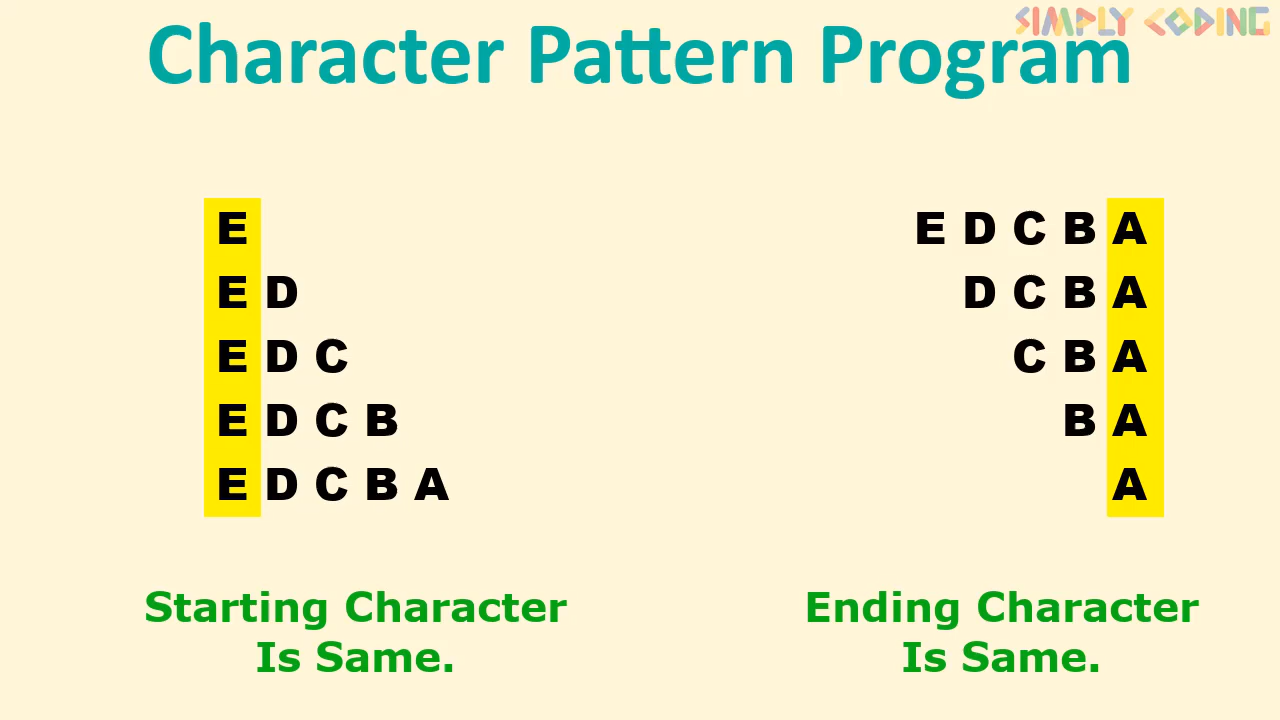 SIMPLY CODING
Character Pattern Program
E
E D
E D C
E D C B
E D C B A
E D C B A
D C B A
C B A
B A
A
Starting Character
Is Same.
Ending Character
Is Same.